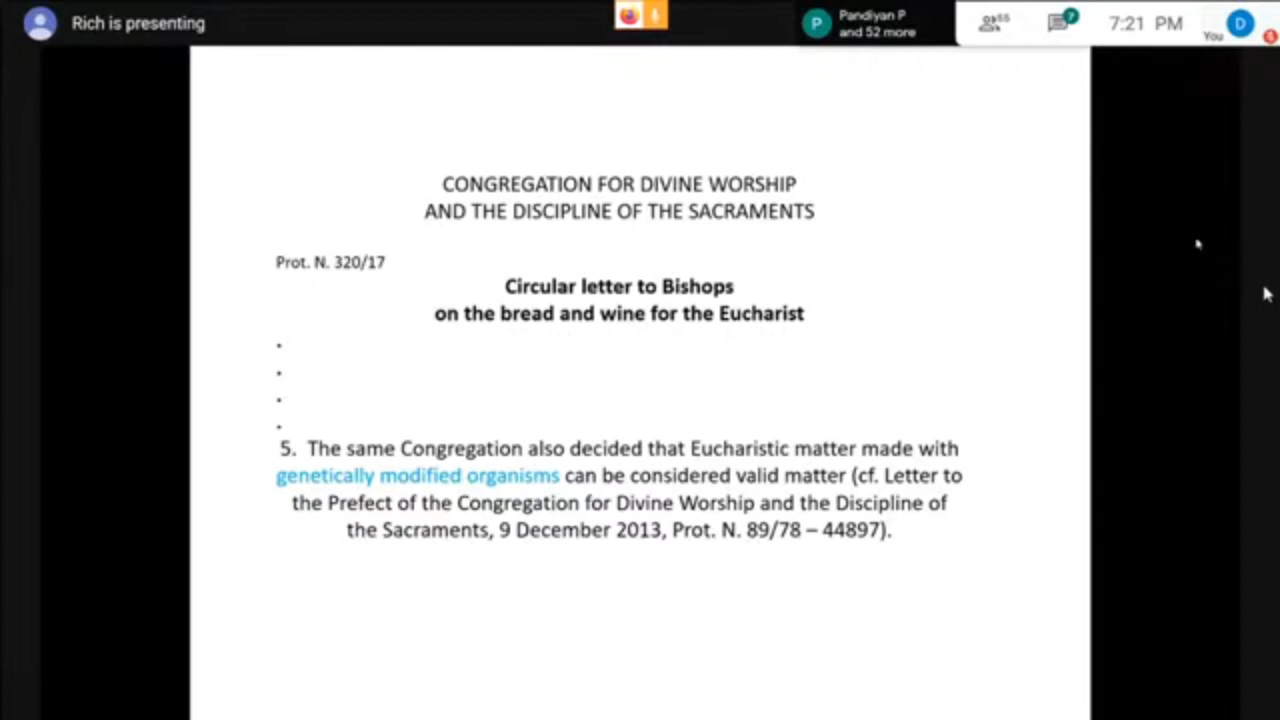 Rich is presenting
Pandiyan P
and 52 more
P
55
7
7:21 PM
You
D
CONGREGATION FOR DIVINE WORSHIP
AND THE DISCIPLINE OF THE SACRAMENTS
Prot. N. 320/17
Circular letter to Bishops
on the bread and wine for the Eucharist
.
.
.
.
5. The same Congregation also decided that Eucharistic matter made with
genetically modified organisms can be considered valid matter (cf. Letter to
the Prefect of the Congregation for Divine Worship and the Discipline of
the Sacraments, 9 December 2013, Prot. N. 89/78 – 44897).